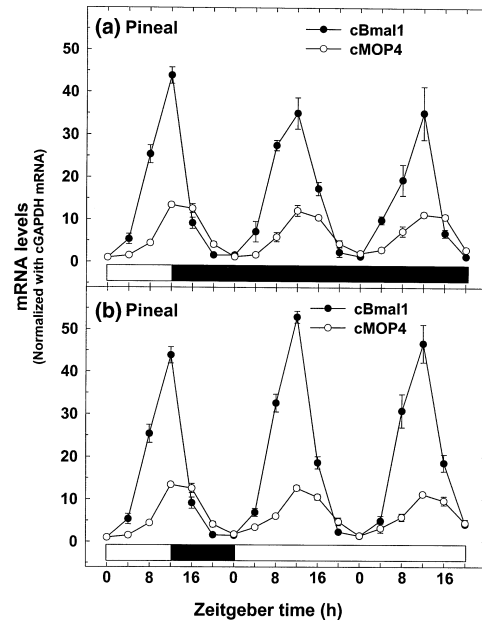 (a) Pineal
cBmal1
cMOP4
50
40
30
20
10
0
mRNA levels
(Normalized with cGAPDH mRNA)
(b) Pineal
cBmal1
cMOP4
50
40
30
20
10
0
0 8 16 0 8 16 0 8 16
Zeitgeber time (h)